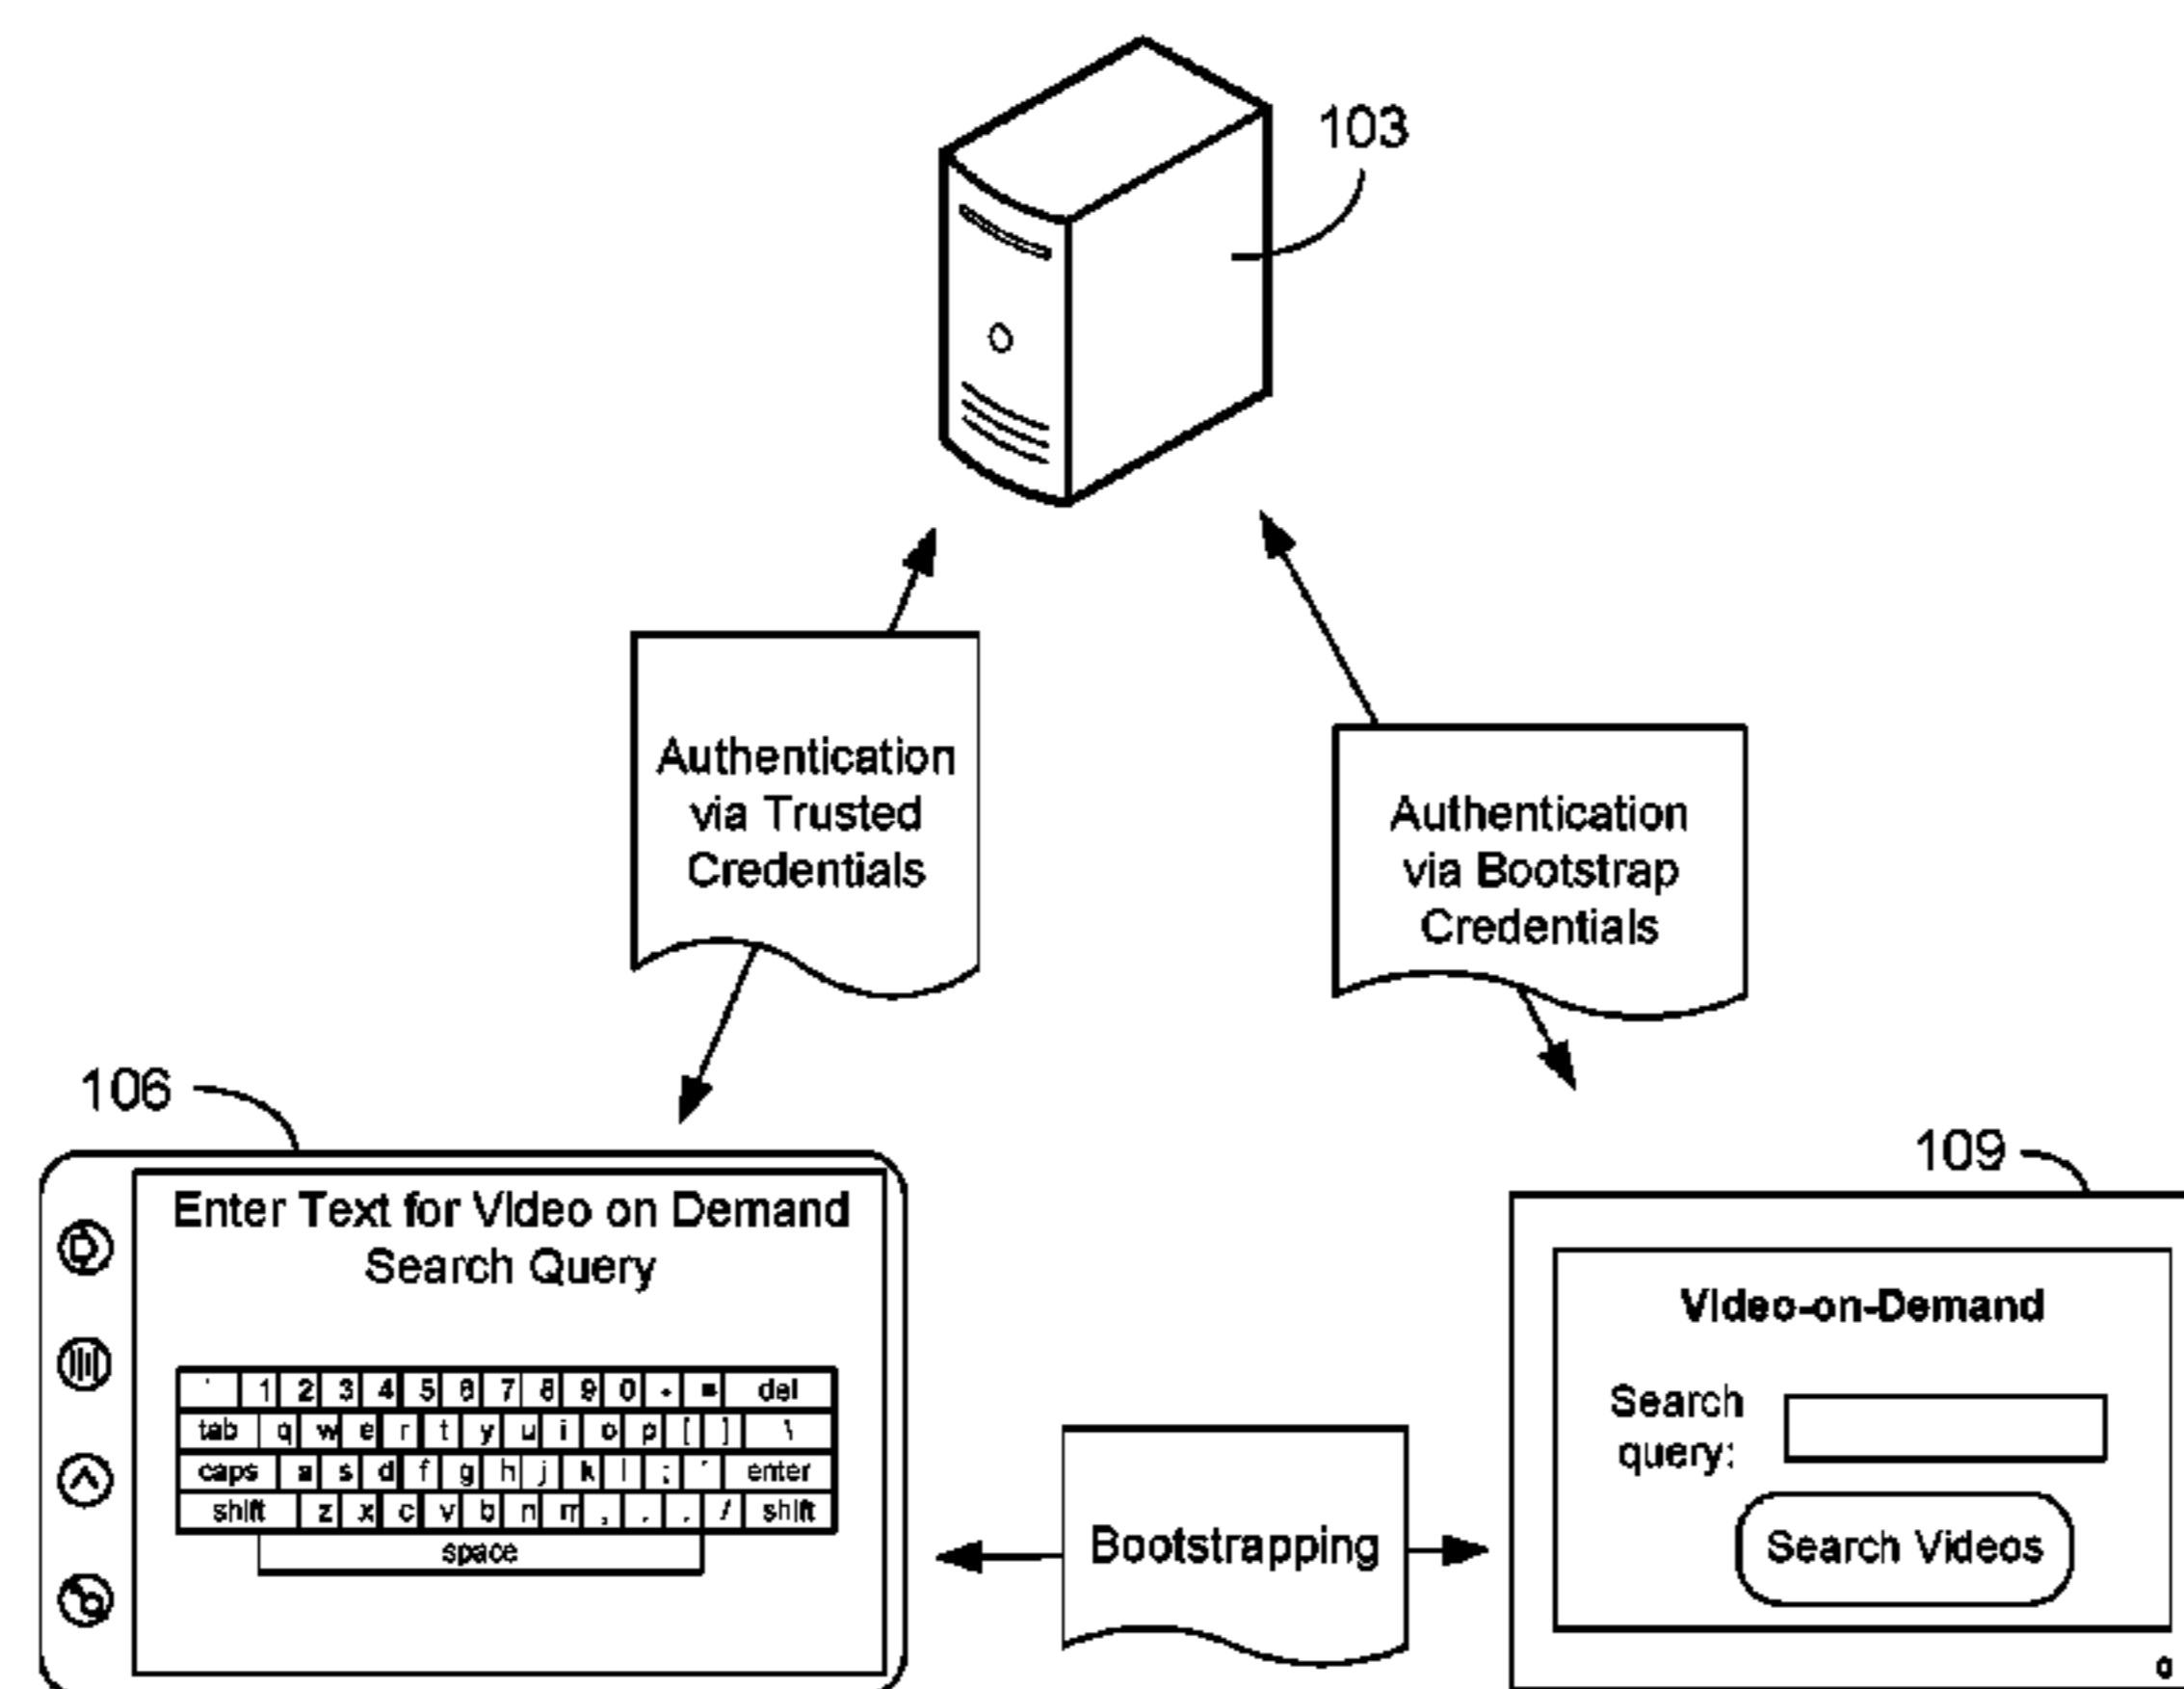 103
Authentication
via Trusted
Credentials
Authentication
via Bootstrap
Credentials
106
109
Enter Text for Video on Demand
Search Query
1 2 3 4 5 6 7 8 9 0 - = del
tab q w e r t y u i o p [ ] \
caps a s d f g h j k l ; ' enter
shift z x c v b n m , . / shift
space
Bootstrapping
Video-on-Demand
Search
query:
Search Videos